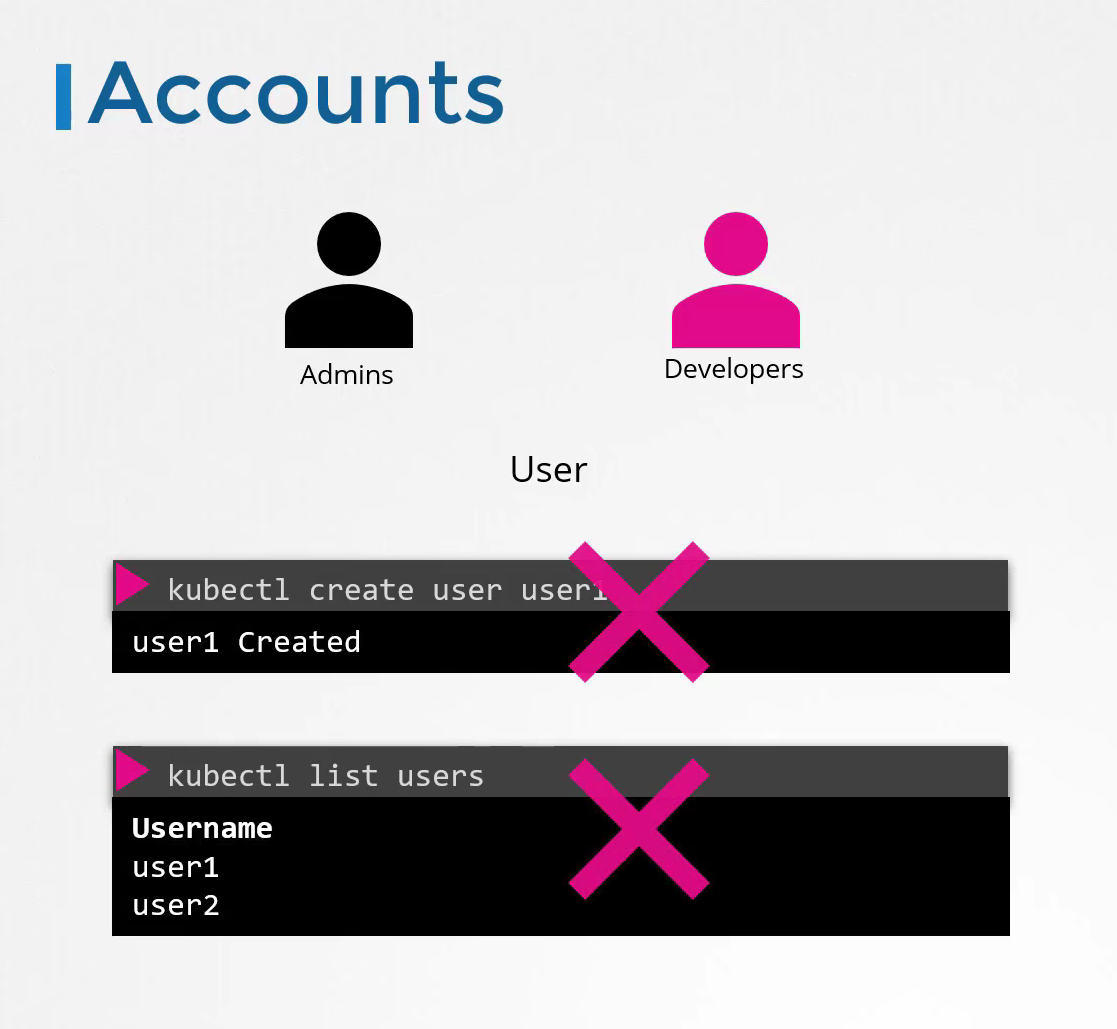 Accounts
Admins
Developers
User
kubectl create user user1
user1 Created
kubectl list users
Username
user1
user2